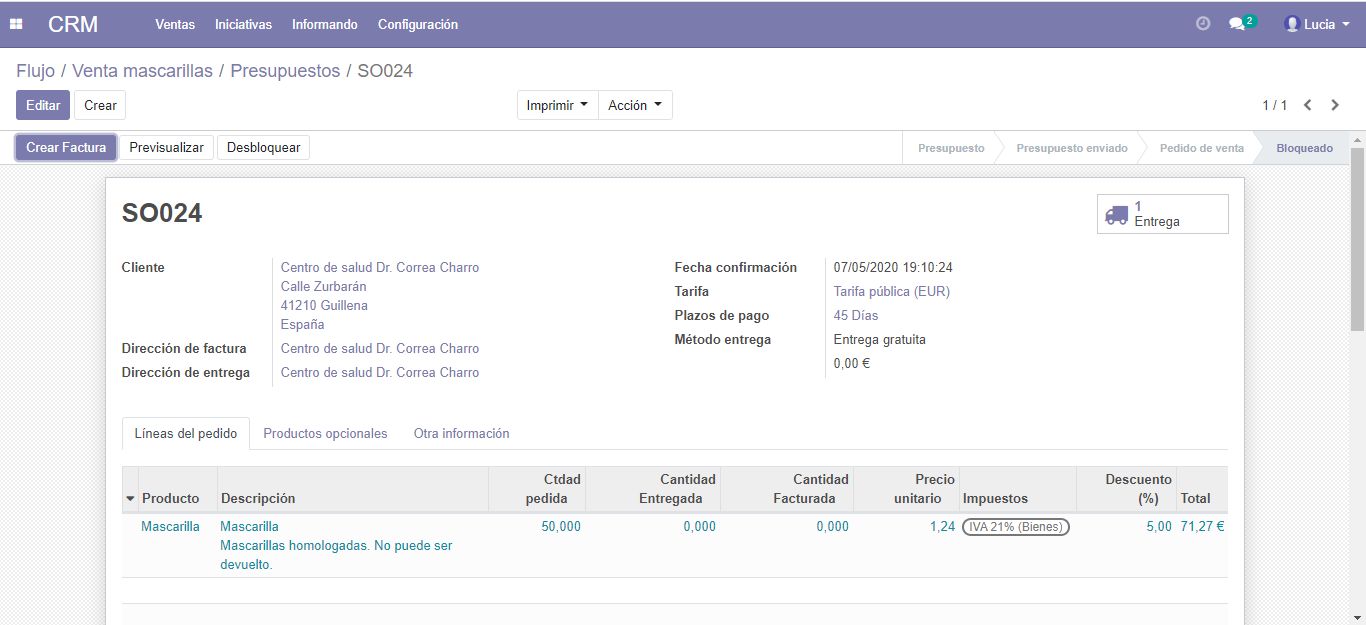 CRM Ventas Iniciativas Informando Configuración 2 Lucia
Flujo / Venta mascarillas / Presupuestos / SO024
Editar Crear Imprimir Acción 1 / 1
Crear Factura Previsualizar Desbloquear Presupuesto Presupuesto enviado Pedido de venta Bloqueado
SO024
1
Entrega
Cliente
Centro de salud Dr. Correa Charro
Calle Zurbarán
41210 Guillena
España
Dirección de factura Centro de salud Dr. Correa Charro
Dirección de entrega Centro de salud Dr. Correa Charro
Fecha confirmación 07/05/2020 19:10:24
Tarifa Tarifa pública (EUR)
Plazos de pago 45 Días
Método entrega Entrega gratuita
0,00 €
Líneas del pedido Productos opcionales Otra información
Producto Descripción Ctdad pedida Cantidad Entregada Cantidad Facturada Precio unitario Impuestos Descuento (%) Total
Mascarilla Mascarilla 50,000 0,000 0,000 1,24 IVA 21% (Bienes) 5,00 71,27 €
Mascarillas homologadas. No puede ser
devuelto.